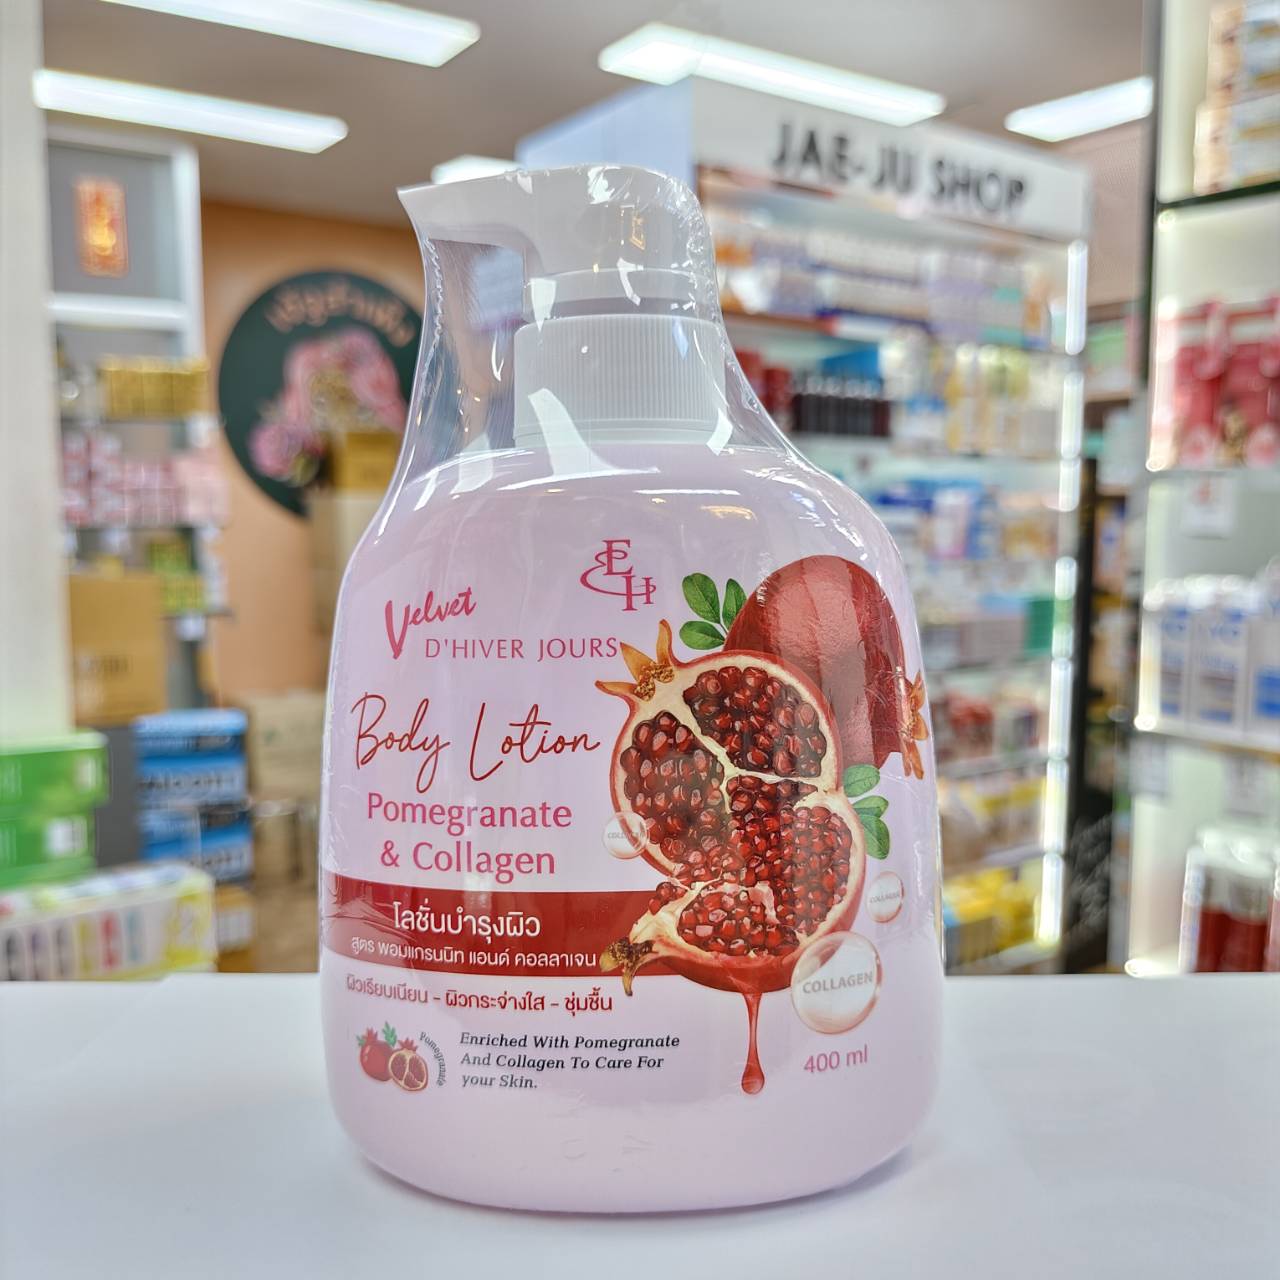 JAE-JU SHOP
ECH
Velvet
D'HIVER JOURS
Body Lotion
Pomegranate
& Collagen
โลชั่นบำรุงผิว
สูตร พอมแกรนนิท แอนด์ คอลลาเจน
ผิวเรียบเนียน - ผิวกระจ่างใส - ชุ่มชื้น
Pomegranate
Enriched With Pomegranate
And Collagen To Care For
your Skin.
COLLAGEN
COLLAGEN
COLLAGEN
400 ml